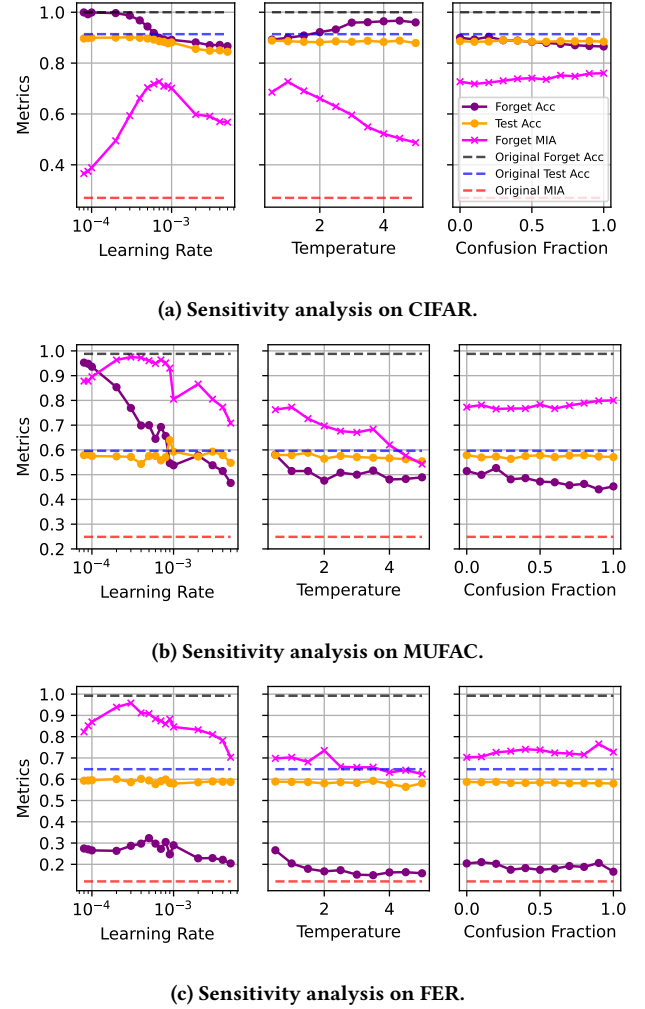 Metrics
1.0
0.8
0.6
0.4
10⁻⁴
10⁻³
2
4
0.0
0.5
1.0
Learning Rate
Temperature
Confusion Fraction
Forget Acc
Test Acc
Forget MIA
Original Forget Acc
Original Test Acc
Original MIA
(a) Sensitivity analysis on CIFAR.
Metrics
1.0
0.9
0.8
0.7
0.6
0.5
0.4
0.3
0.2
10⁻⁴
10⁻³
2
4
0.0
0.5
1.0
Learning Rate
Temperature
Confusion Fraction
(b) Sensitivity analysis on MUFAC.
Metrics
1.0
0.9
0.8
0.7
0.6
0.5
0.4
0.3
0.2
10⁻⁴
10⁻³
2
4
0.0
0.5
1.0
Learning Rate
Temperature
Confusion Fraction
(c) Sensitivity analysis on FER.